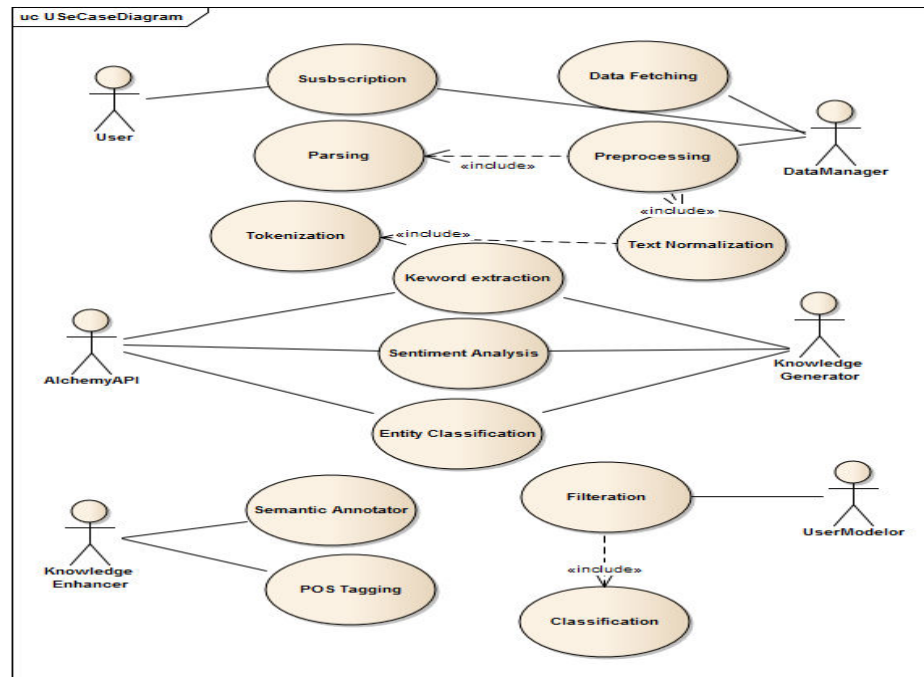 uc USeCaseDiagram
Susbscription
Data Fetching
User
Parsing
«include»
Preprocessing
DataManager
«include»
Tokenization
«include»
Text Normalization
Keword extraction
AlchemyAPI
Sentiment Analysis
Knowledge
Generator
Entity Classification
Semantic Annotator
Filteration
UserModelor
Knowledge
Enhancer
POS Tagging
«include»
Classification